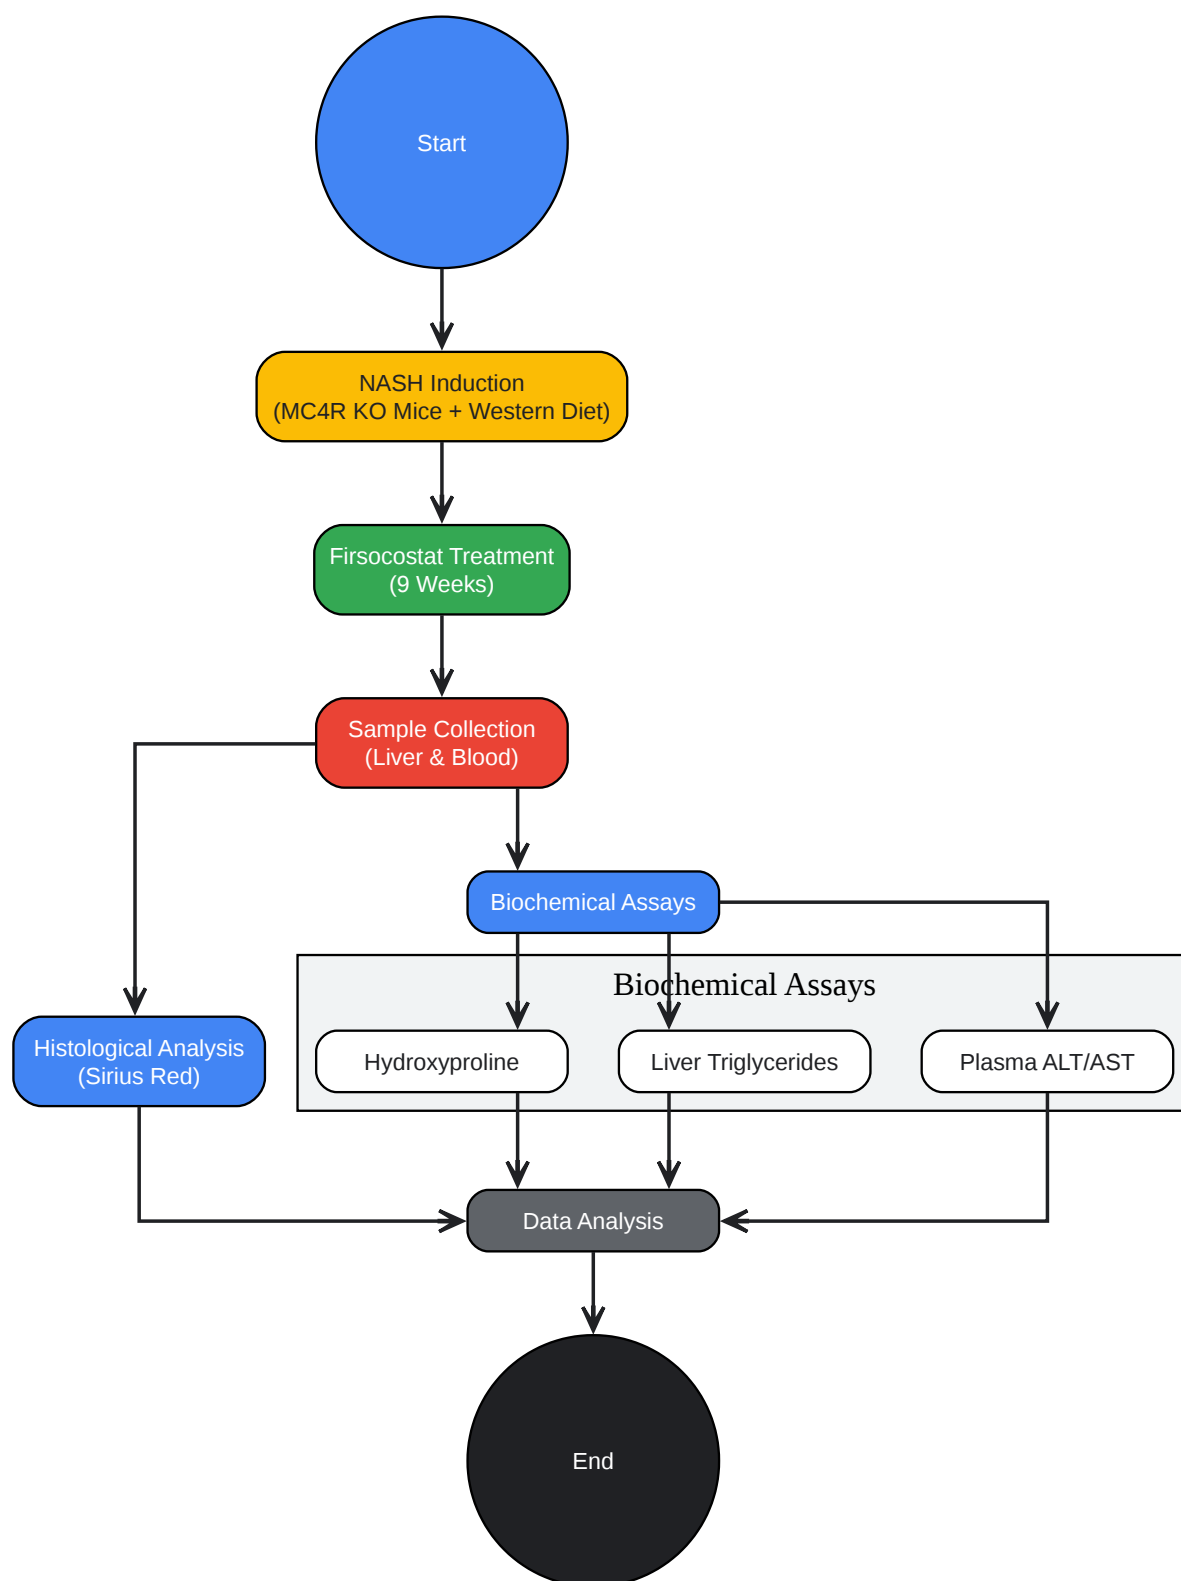 Start
NASH Induction
(MC4R KO Mice + Western Diet)
Firsocostat Treatment
(9 Weeks)
Sample Collection
(Liver & Blood)
Biochemical Assays
Biochemical Assays
Histological Analysis
(Sirius Red)
Hydroxyproline
Liver Triglycerides
Plasma ALT/AST
Data Analysis
End